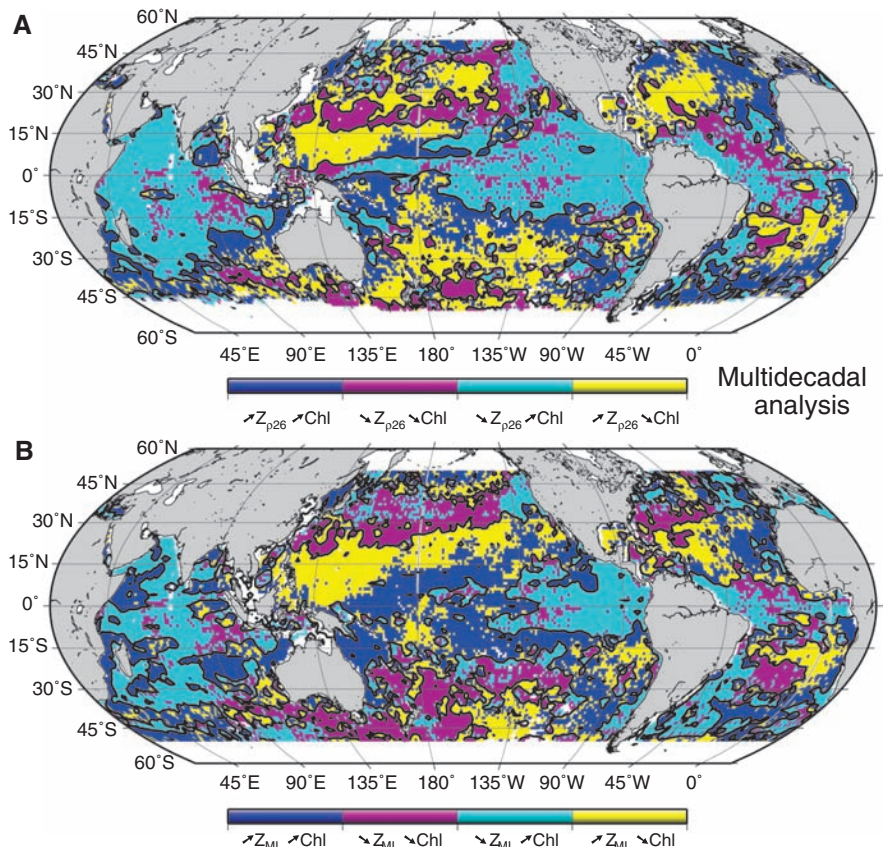 A
60˚N
45˚N
30˚N
15˚N
0˚
15˚S
30˚S
45˚S
60˚S
45˚E 90˚E 135˚E 180˚ 135˚W 90˚W 45˚W 0˚
↗Zρ26 ↗Chl ↘Zρ26 ↘Chl ↘Zρ26 ↗Chl ↗Zρ26 ↘Chl
Multidecadal
analysis
B
60˚N
45˚N
30˚N
15˚N
0˚
15˚S
30˚S
45˚S
60˚S
45˚E 90˚E 135˚E 180˚ 135˚W 90˚W 45˚W 0˚
↗ZML ↗Chl ↘ZML ↘Chl ↘ZML ↗Chl ↗ZML ↘Chl